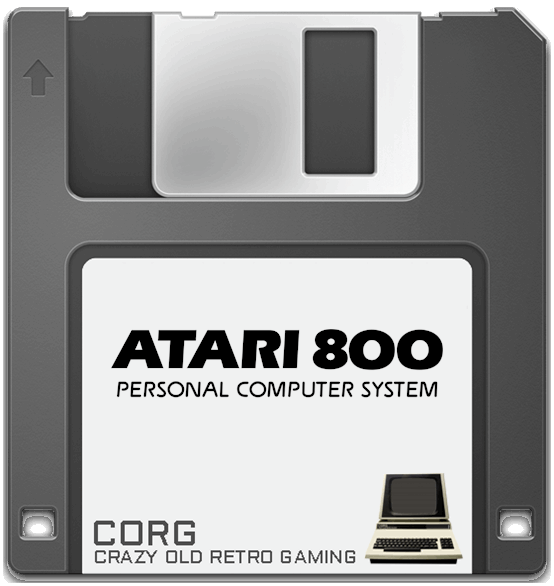 ATARI 800
PERSONAL COMPUTER SYSTEM
CORG
CRAZY OLD RETRO GAMING